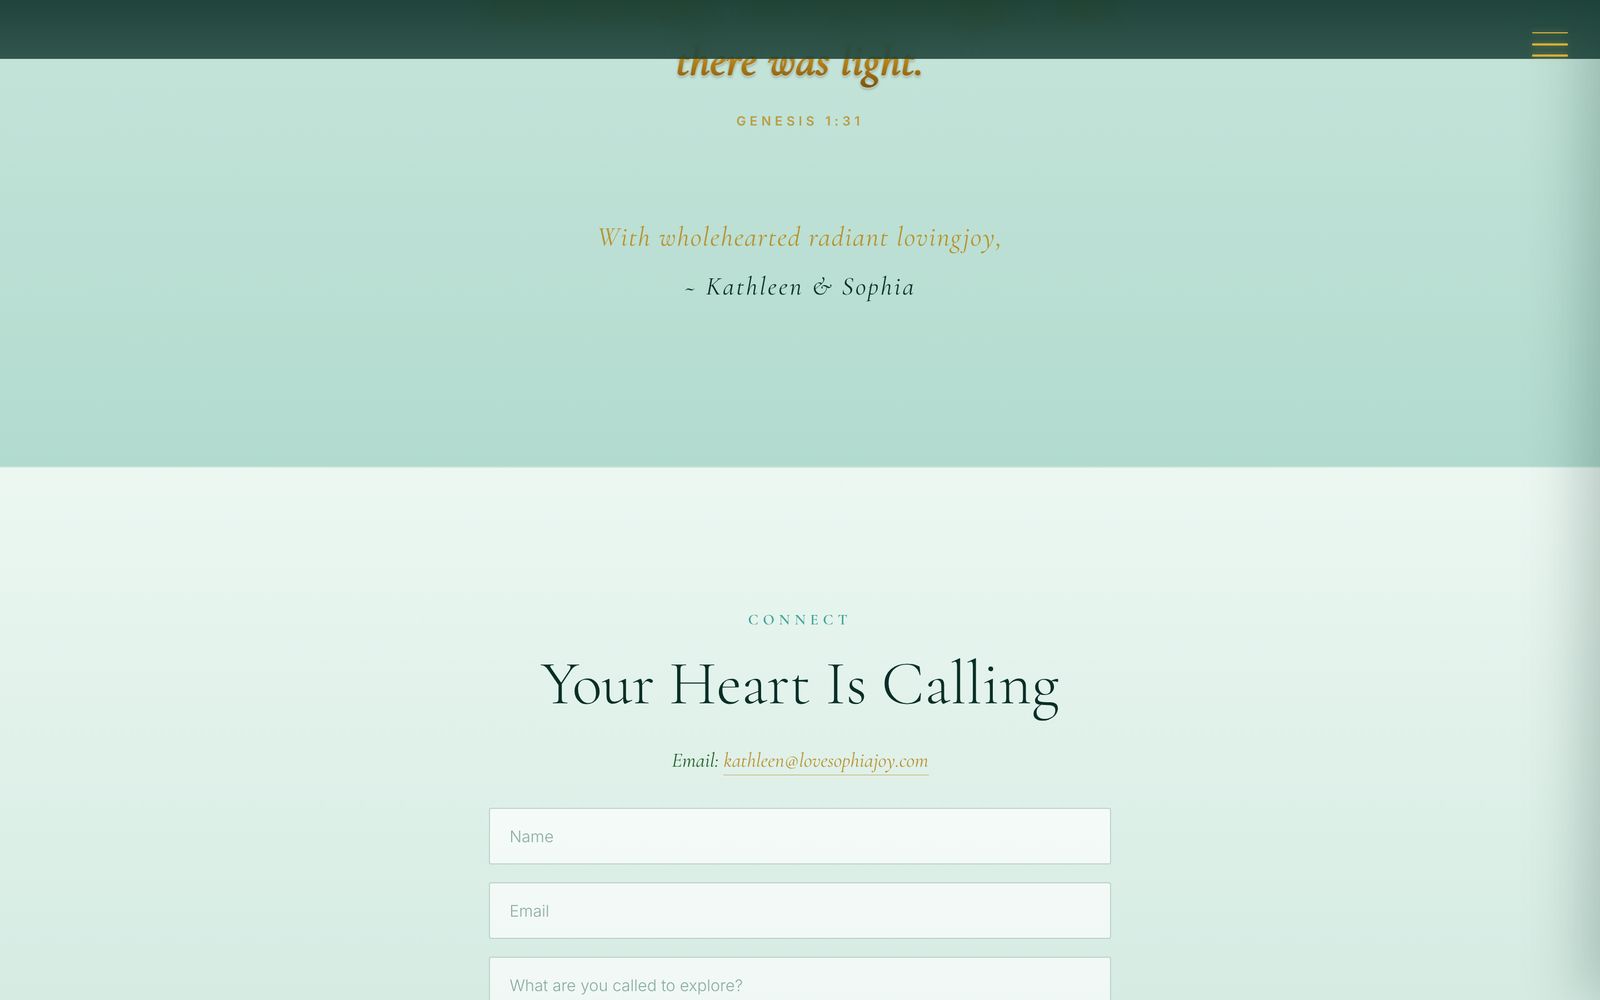 there was light.
GENESIS 1:31
With wholehearted radiant lovingjoy,
~ Kathleen & Sophia
CONNECT
Your Heart Is Calling
Email: kathleen@lovesophiajoy.com
Name
Email
What are you called to explore?